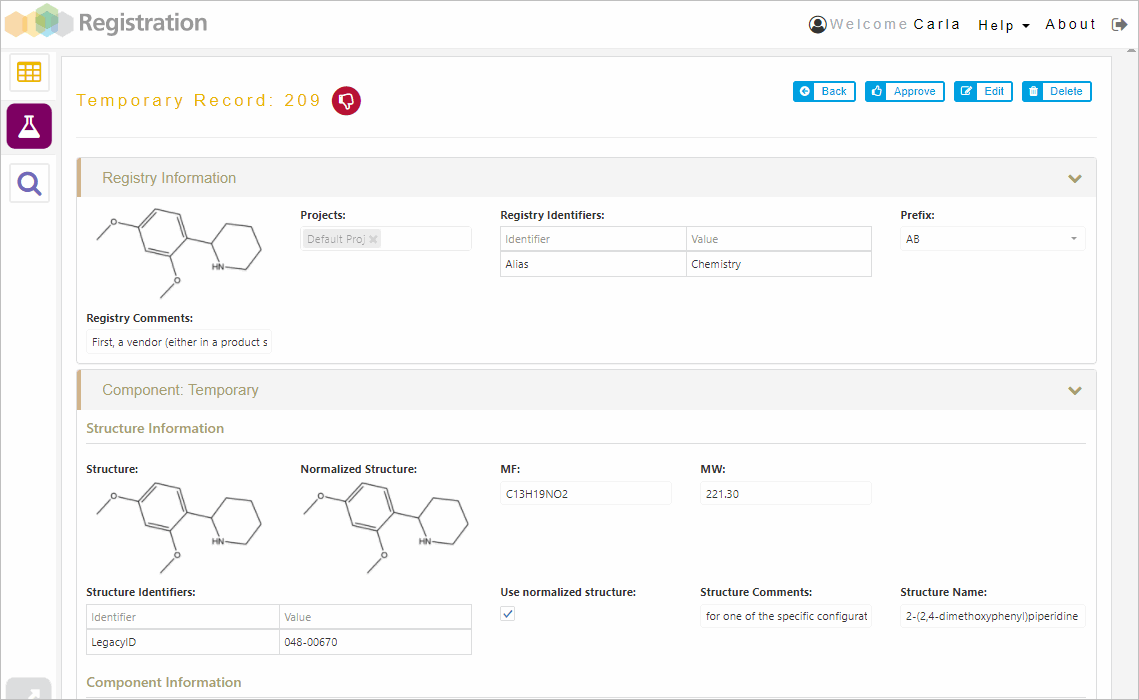 Registration
Welcome Carla Help About
Temporary Record: 209
Back Approve Edit Delete
Registry Information
Projects: Registry Identifiers: Prefix:
Default Proj Identifier Value AB
Alias Chemistry
O
O
NH
Registry Comments:
First, a vendor (either in a product s
Component: Temporary
Structure Information
Structure: Normalized Structure: MF: MW:
C13H19NO2 221.30
O O
NH NH
O O
Structure Identifiers: Use normalized structure: Structure Comments: Structure Name:
Identifier Value for one of the specific configurat 2-(2,4-dimethoxyphenyl)piperidine
LegacyID 048-00670
Component Information